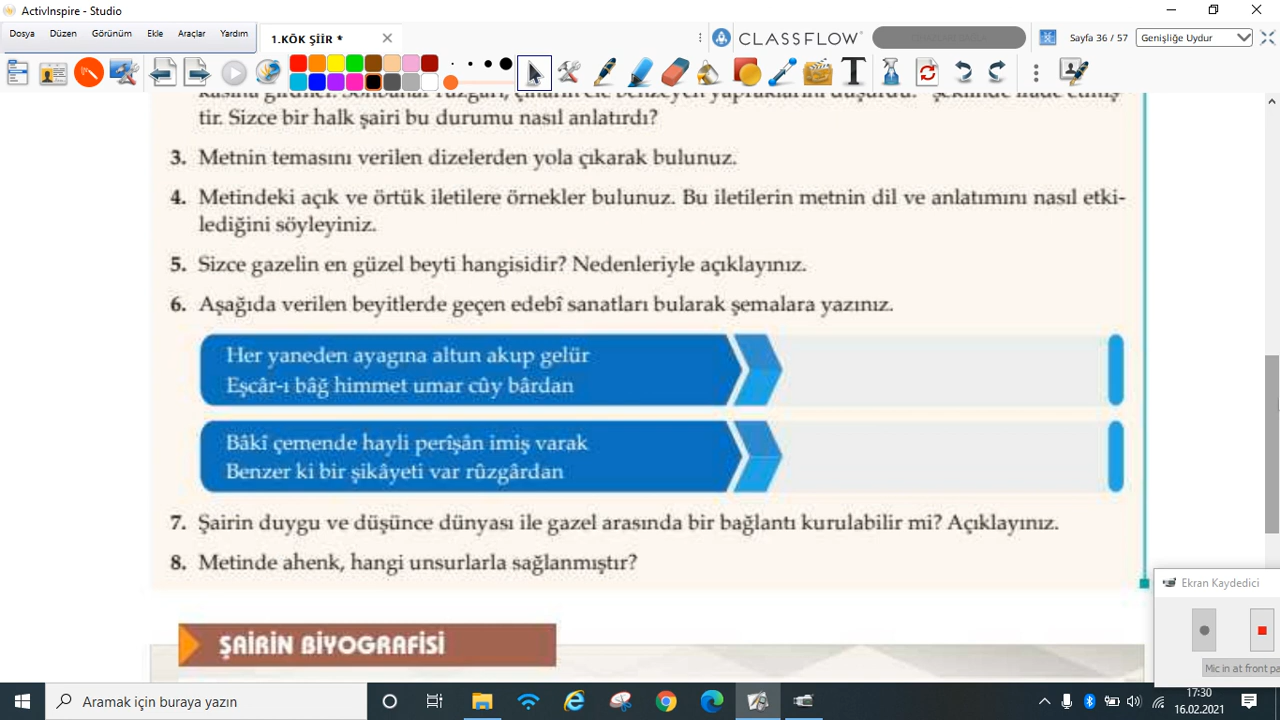 ActivInspire - Studio
Dosya Düzen Görünüm Ekle Araçlar Yardım
1.KÖK ŞİİR *
CLASSFLOW
Sayfa 36 / 57
Genişliğe Uydur
tir. Sizce bir halk şairi bu durumu nasıl anlatırdı?
3. Metnin temasını verilen dizelerden yola çıkarak bulunuz.
4. Metindeki açık ve örtük iletilere örnekler bulunuz. Bu iletilerin metnin dil ve anlatımını nasıl etki-
lediğini söyleyiniz.
5. Sizce gazelin en güzel beyti hangisidir? Nedenleriyle açıklayınız.
6. Aşağıda verilen beyitlerde geçen edebî sanatları bularak şemalara yazınız.
Her yaneden ayagına altun akup gelür
Eşcâr-ı bâğ himmet umar cûy bârdan
Bâkî çemende hayli perîşân imiş varak
Benzer ki bir şikâyeti var rûzgârdan
7. Şairin duygu ve düşünce dünyası ile gazel arasında bir bağlantı kurulabilir mi? Açıklayınız.
8. Metinde ahenk, hangi unsurlarla sağlanmıştır?
ŞAİRİN BİYOGRAFİSİ
Ekran Kaydedici
Mic in at front pa
Aramak için buraya yazın
17:30
16.02.2021